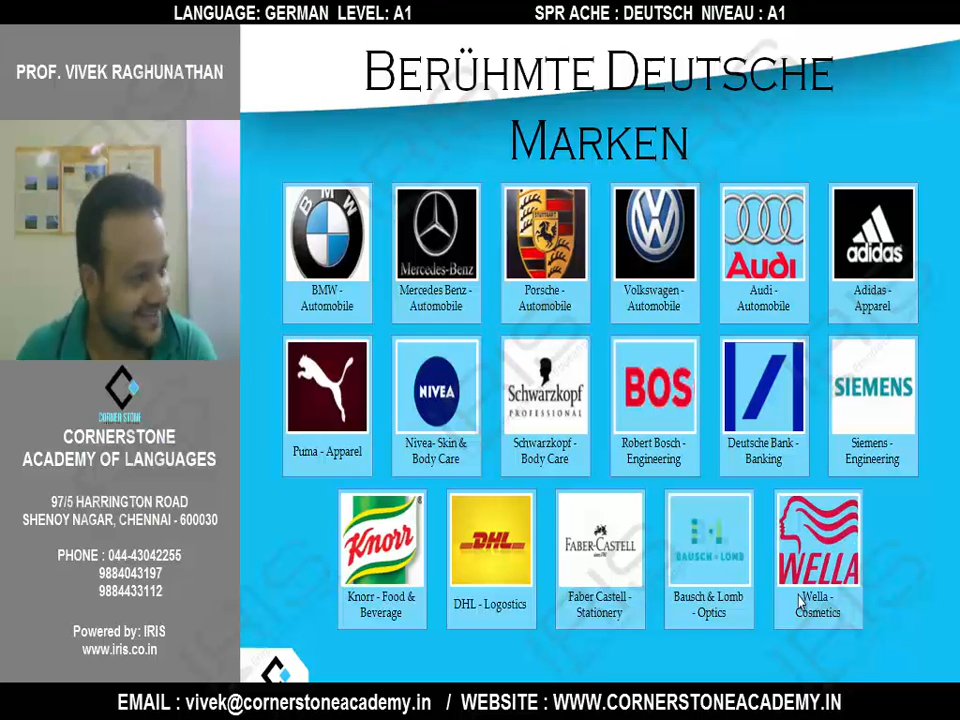 LANGUAGE: GERMAN LEVEL: A1
SPR ACHE : DEUTSCH NIVEAU : A1
PROF. VIVEK RAGHUNATHAN
BERÜHMTE DEUTSCHE
MARKEN
BMW
Mercedes-Benz
STUTTGART
Audi
adidas
BMW -
Automobile
Mercedes Benz -
Automobile
Porsche -
Automobile
Volkswagen -
Automobile
Audi -
Automobile
Adidas -
Apparel
NIVEA
Schwarzkopf
PROFESSIONAL
BOS
SIEMENS
Puma - Apparel
Nivea- Skin &
Body Care
Schwarzkopf -
Body Care
Robert Bosch -
Engineering
Deutsche Bank -
Banking
Siemens -
Engineering
Knorr
DHL
FABER-CASTELL
BAUSCH + LOMB
WELLA
Knorr - Food &
Beverage
DHL - Logostics
Faber Castell -
Stationery
Bausch & Lomb
- Optics
Wella -
Cosmetics
CORNER STONE
CORNERSTONE
ACADEMY OF LANGUAGES
97/5 HARRINGTON ROAD
SHENOY NAGAR, CHENNAI - 600030
PHONE : 044-43042255
9884043197
9884433112
Powered by: IRIS
www.iris.co.in
EMAIL : vivek@cornerstoneacademy.in / WEBSITE : WWW.CORNERSTONEACADEMY.IN